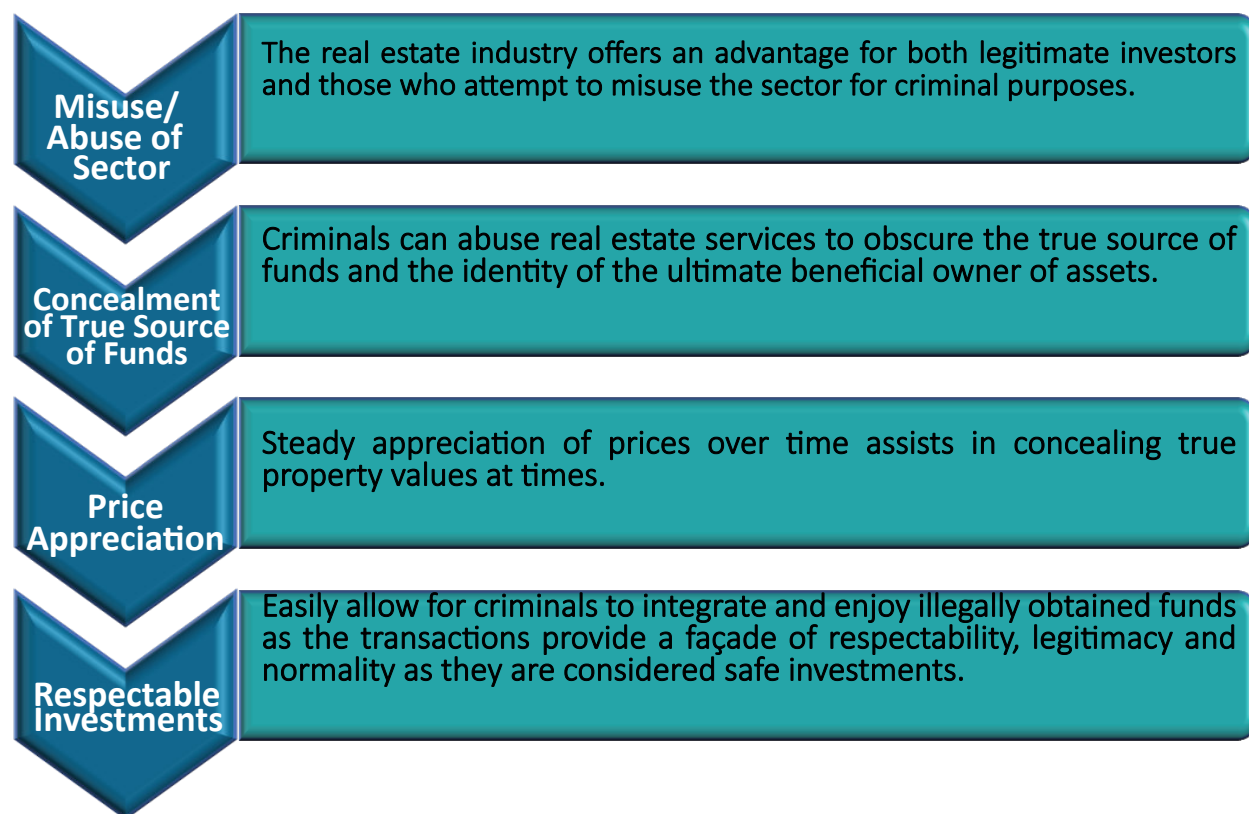 Misuse/
Abuse of
Sector
The real estate industry offers an advantage for both legitimate investors
and those who attempt to misuse the sector for criminal purposes.
Concealment
of True Source
of Funds
Criminals can abuse real estate services to obscure the true source of
funds and the identity of the ultimate beneficial owner of assets.
Price
Appreciation
Steady appreciation of prices over time assists in concealing true
property values at times.
Respectable
Investments
Easily allow for criminals to integrate and enjoy illegally obtained funds
as the transactions provide a façade of respectability, legitimacy and
normality as they are considered safe investments.